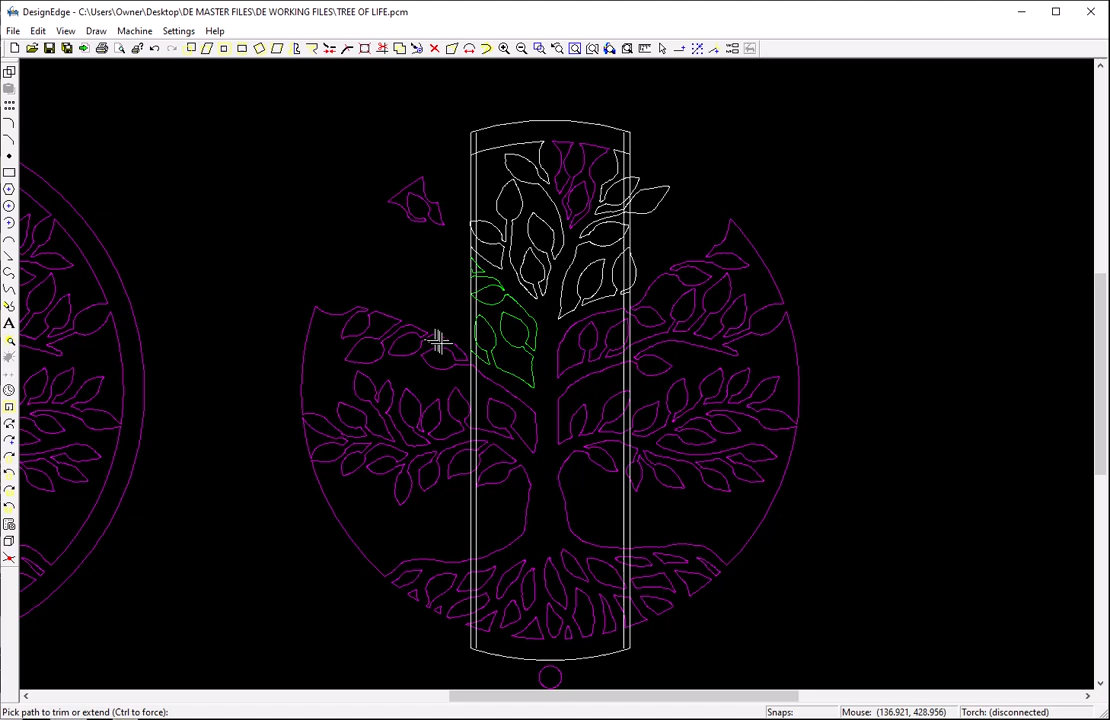 DesignEdge - C:\Users\Owner\Desktop\DE MASTER FILES\DE WORKING FILES\TREE OF LIFE.pcm
File Edit View Draw Machine Settings Help
A
Pick path to trim or extend (Ctrl to force):
Snaps:
Mouse: (136.921, 428.956)
Torch: (disconnected)